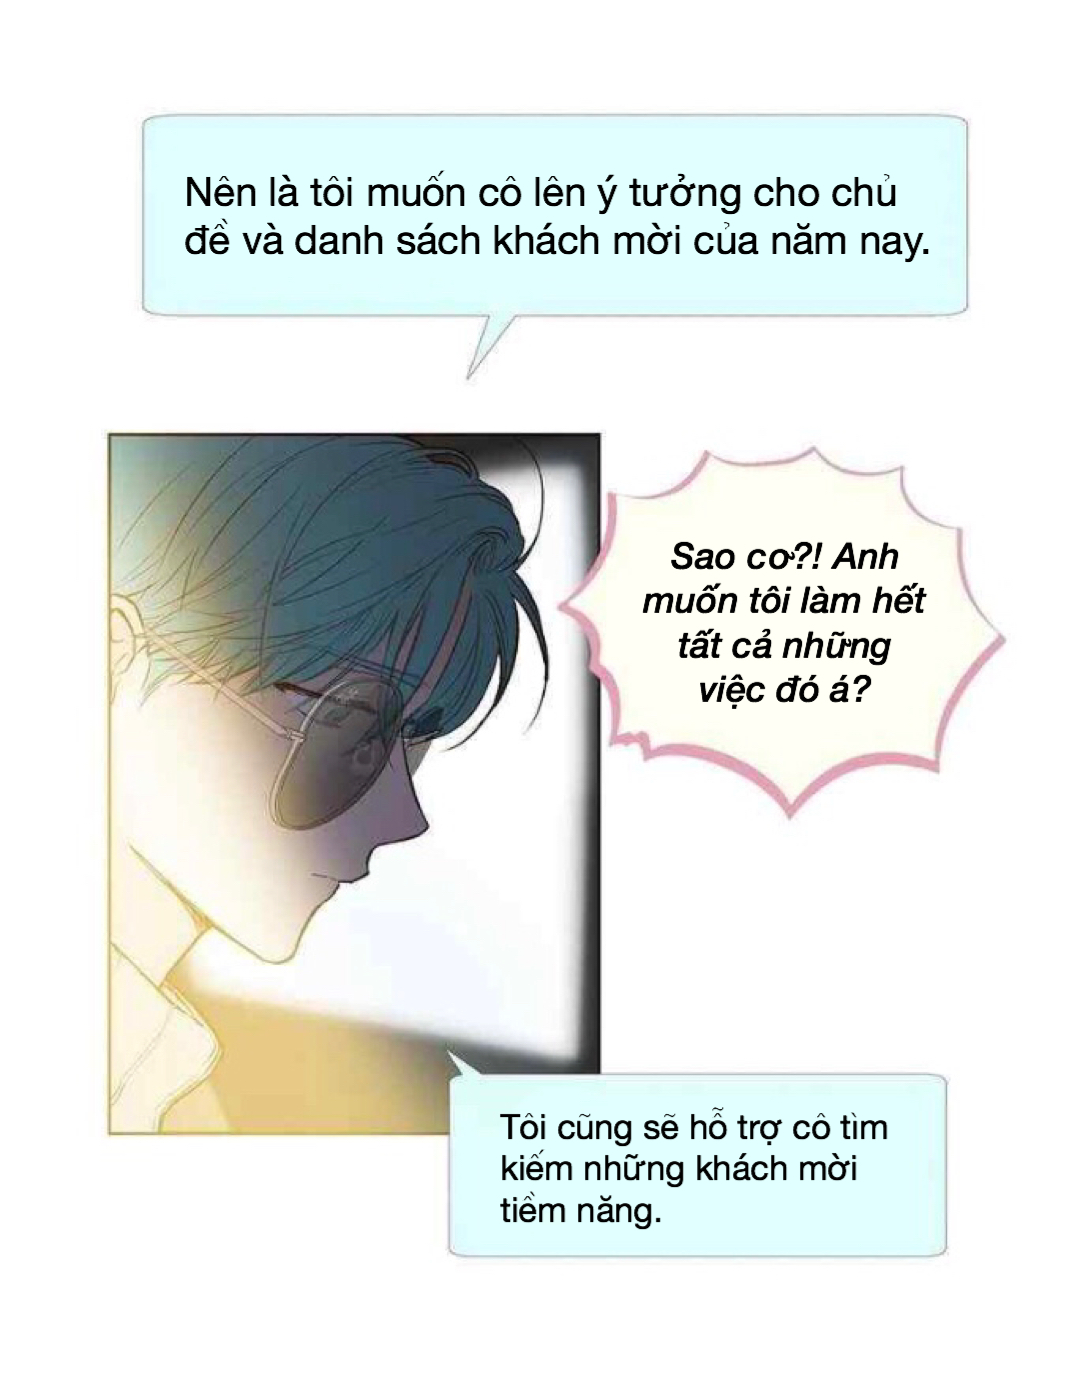 Nên là tôi muốn cô lên ý tưởng cho chủ
đề và danh sách khách mời của năm nay.
Sao cơ?! Anh
muốn tôi làm hết
tất cả những
việc đó á?
Tôi cũng sẽ hỗ trợ cô tìm
kiếm những khách mời
tiềm năng.